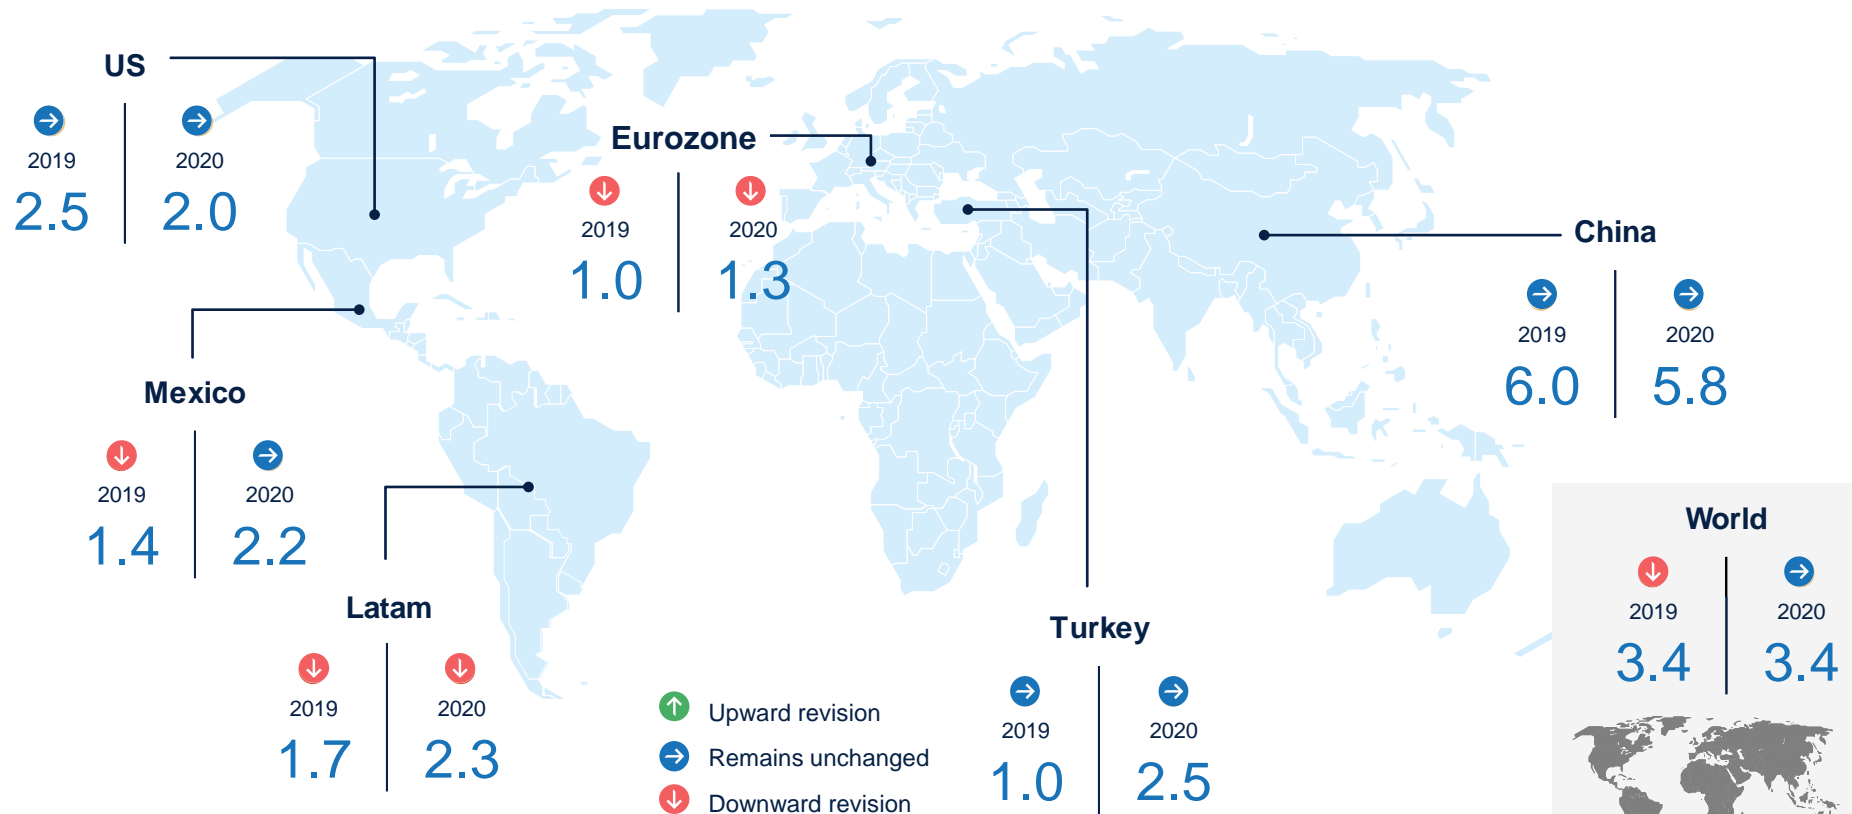 US
2019 2020
2.5 2.0
Eurozone
2019 2020
1.0 1.3
China
2019 2020
6.0 5.8
Mexico
2019 2020
1.4 2.2
Latam
2019 2020
1.7 2.3
Turkey
2019 2020
1.0 2.5
World
2019 2020
3.4 3.4
Upward revision
Remains unchanged
Downward revision